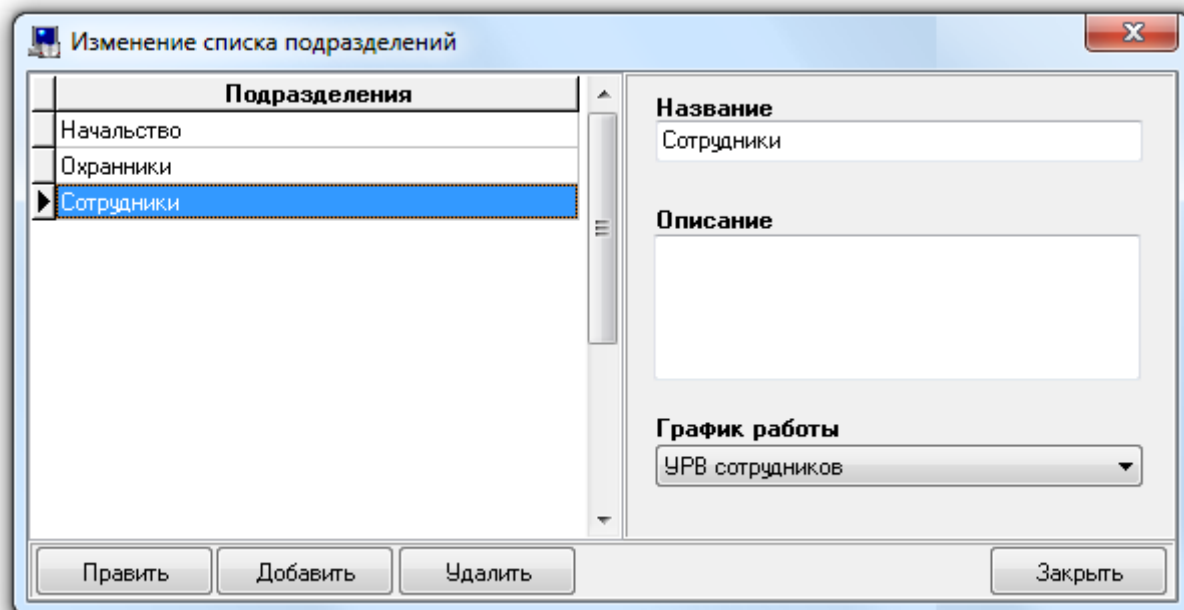 Изменение списка подразделений
Подразделения
Начальство
Охранники
Сотрудники
Название
Сотрудники
Описание
График работы
УРВ сотрудников
Править
Добавить
Удалить
Закрыть